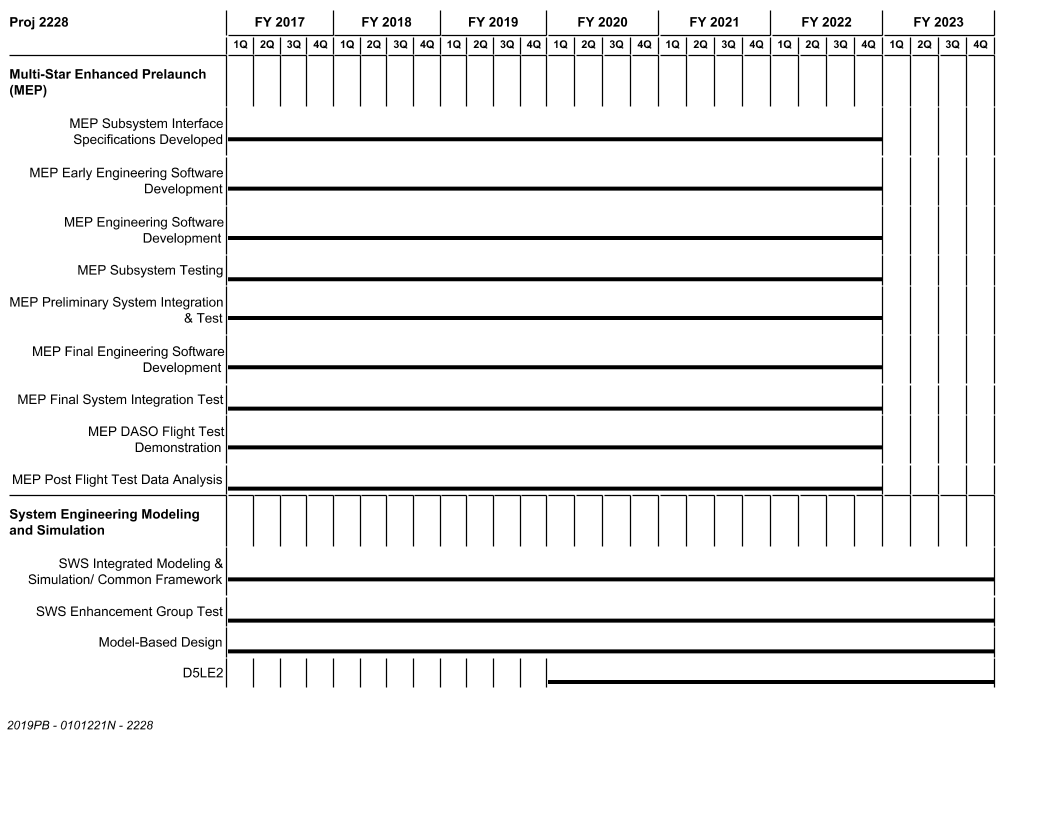 Proj 2228
FY 2017 FY 2018 FY 2019 FY 2020 FY 2021 FY 2022 FY 2023
1Q 2Q 3Q 4Q 1Q 2Q 3Q 4Q 1Q 2Q 3Q 4Q 1Q 2Q 3Q 4Q 1Q 2Q 3Q 4Q 1Q 2Q 3Q 4Q 1Q 2Q 3Q 4Q
Multi-Star Enhanced Prelaunch
(MEP)
MEP Subsystem Interface
Specifications Developed
MEP Early Engineering Software
Development
MEP Engineering Software
Development
MEP Subsystem Testing
MEP Preliminary System Integration
& Test
MEP Final Engineering Software
Development
MEP Final System Integration Test
MEP DASO Flight Test
Demonstration
MEP Post Flight Test Data Analysis
System Engineering Modeling
and Simulation
SWS Integrated Modeling &
Simulation/ Common Framework
SWS Enhancement Group Test
Model-Based Design
D5LE2
2019PB - 0101221N - 2228